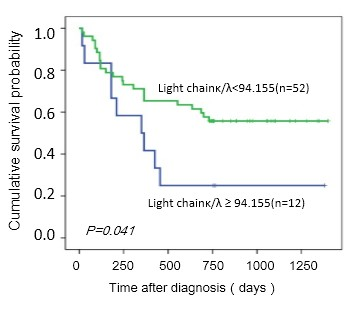 Cumulative survival probability
1.0
0.8
0.6
0.4
0.2
0.0
Light chainκ/λ<94.155(n=52)
Light chainκ/λ ≥ 94.155(n=12)
P=0.041
0 250 500 750 1000 1250
Time after diagnosis ( days )